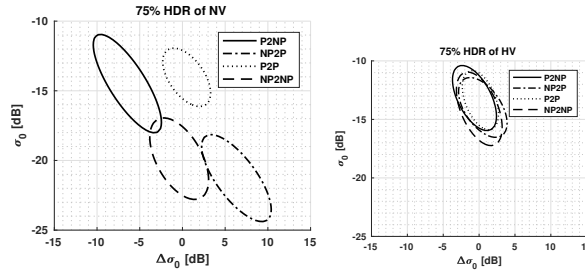 75% HDR of NV
-10
-15
-20
-25
σ0 [dB]
-15 -10 -5 0 5 10 15
Δσ0 [dB]
P2NP
NP2P
P2P
NP2NP
75% HDR of HV
-10
-15
-20
-25
σ0 [dB]
-15 -10 -5 0 5 10 15
Δσ0 [dB]
P2NP
NP2P
P2P
NP2NP